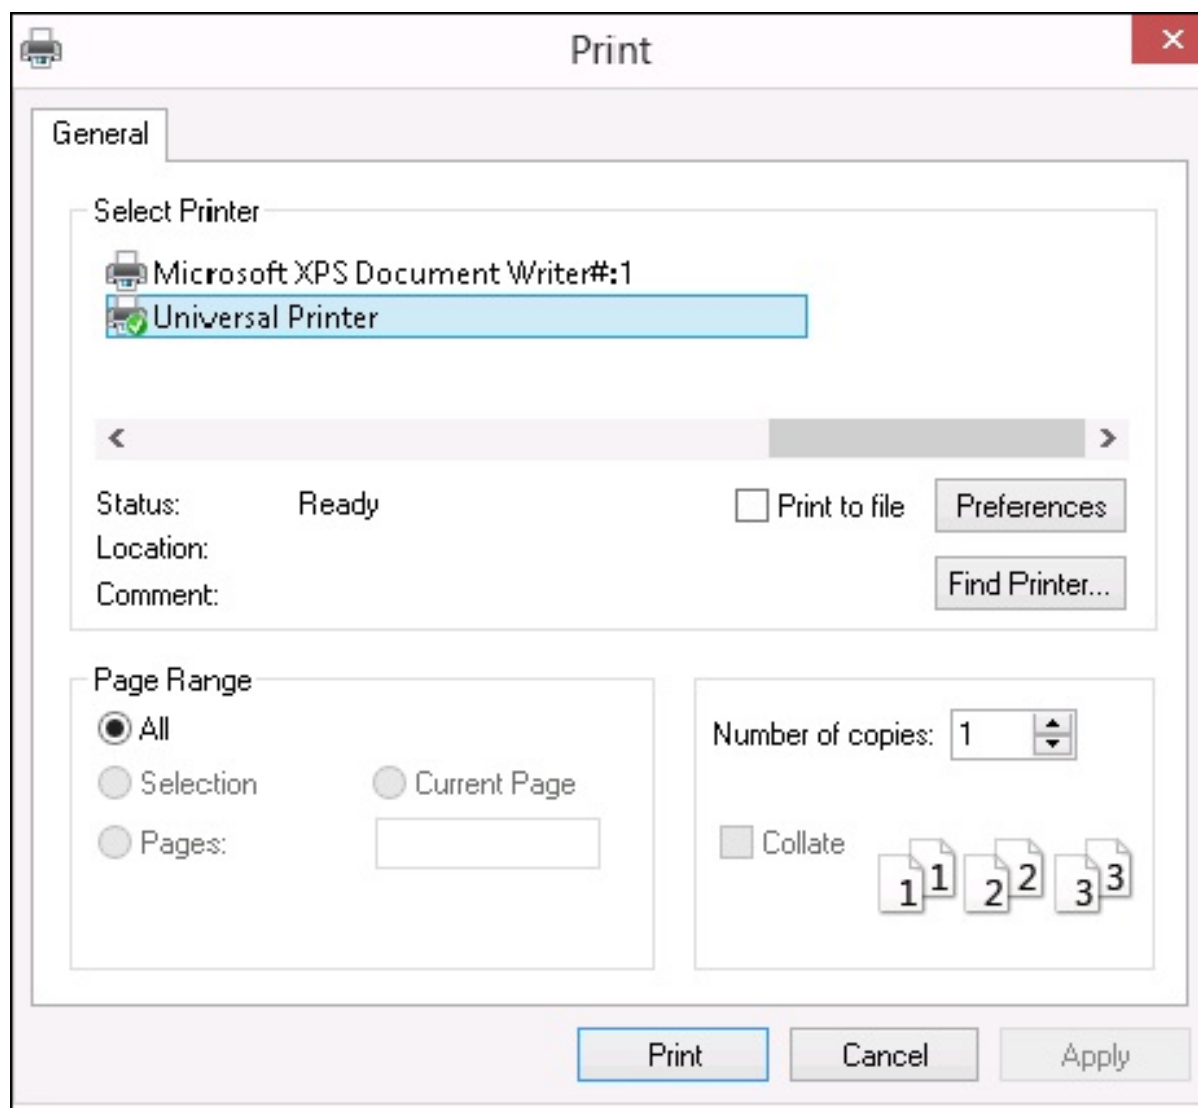 Print
General
Select Printer
Microsoft XPS Document Writer#:1
Universal Printer
Status: Ready
Print to file
Preferences
Location:
Comment:
Find Printer...
Page Range
All
Selection
Current Page
Pages:
Number of copies: 1
Collate
1 1 2 2 3 3
Print
Cancel
Apply